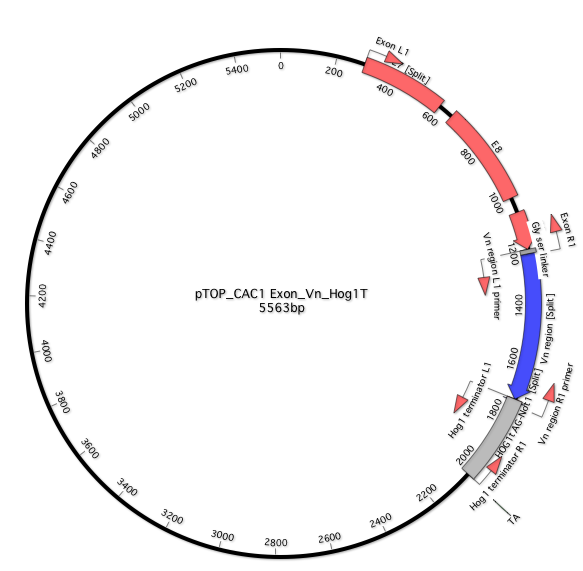 pTOP_CAC1 Exon_Vn_Hog1T
5563bp
0
200
400
600
800
1000
1200
1400
1600
1800
2000
2200
2400
2600
2800
3000
3200
3400
3600
3800
4000
4200
4400
4600
4800
5000
5200
5400
Exon L1
[Split]
E8
Exon R1
Gly ser linker
Vn region L1 primer
Vn region [Split]
Vn region R1 primer
Hog1 terminator L1
HOG1t AG-Not1 [Split]
Hog1 terminator R1
TA